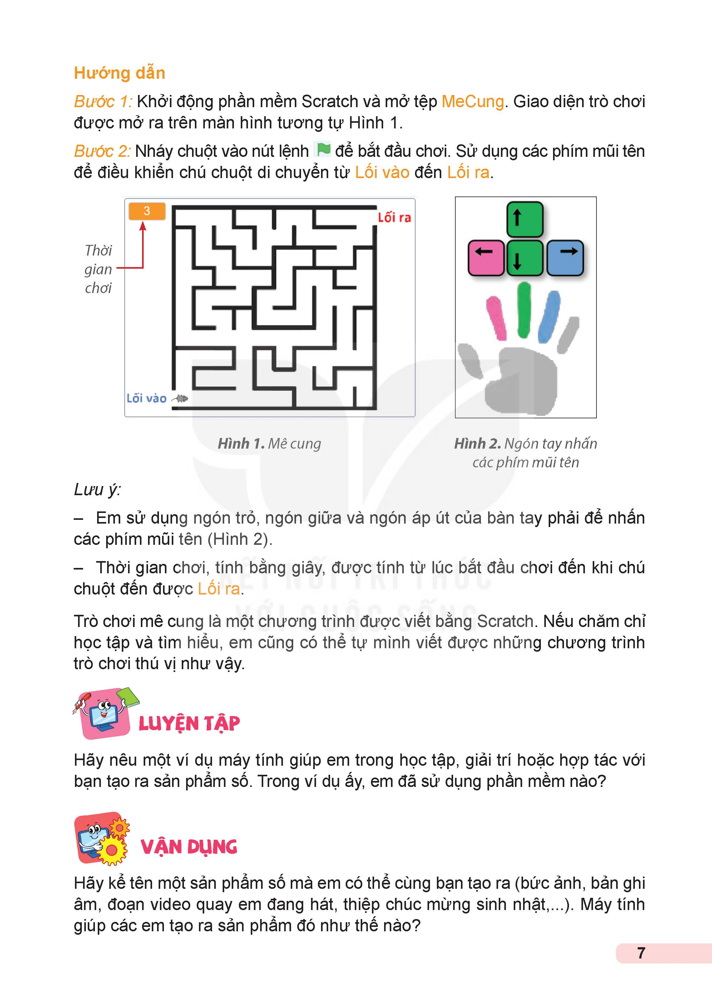 Hướng dẫn
Bước 1: Khởi động phần mềm Scratch và mở tệp MeCung. Giao diện trò chơi
được mở ra trên màn hình tương tự Hình 1.
Bước 2: Nháy chuột vào nút lệnh để bắt đầu chơi. Sử dụng các phím mũi tên
để điều khiển chú chuột di chuyển từ Lối vào đến Lối ra.
3
Lối ra
Thời
gian
chơi
Lối vào
Hình 1. Mê cung
Hình 2. Ngón tay nhấn
các phím mũi tên
Lưu ý:
– Em sử dụng ngón trỏ, ngón giữa và ngón áp út của bàn tay phải để nhấn
các phím mũi tên (Hình 2).
– Thời gian chơi, tính bằng giây, được tính từ lúc bắt đầu chơi đến khi chú
chuột đến được Lối ra.
KẾT NỐI TRI THỨC
VỚI CUỘC SỐNG
Trò chơi mê cung là một chương trình được viết bằng Scratch. Nếu chăm chỉ
học tập và tìm hiểu, em cũng có thể tự mình viết được những chương trình
trò chơi thú vị như vậy.
LUYỆN TẬP
Hãy nêu một ví dụ máy tính giúp em trong học tập, giải trí hoặc hợp tác với
bạn tạo ra sản phẩm số. Trong ví dụ ấy, em đã sử dụng phần mềm nào?
VẬN DỤNG
Hãy kể tên một sản phẩm số mà em có thể cùng bạn tạo ra (bức ảnh, bản ghi
âm, đoạn video quay em đang hát, thiệp chúc mừng sinh nhật,...). Máy tính
giúp các em tạo ra sản phẩm đó như thế nào?
7